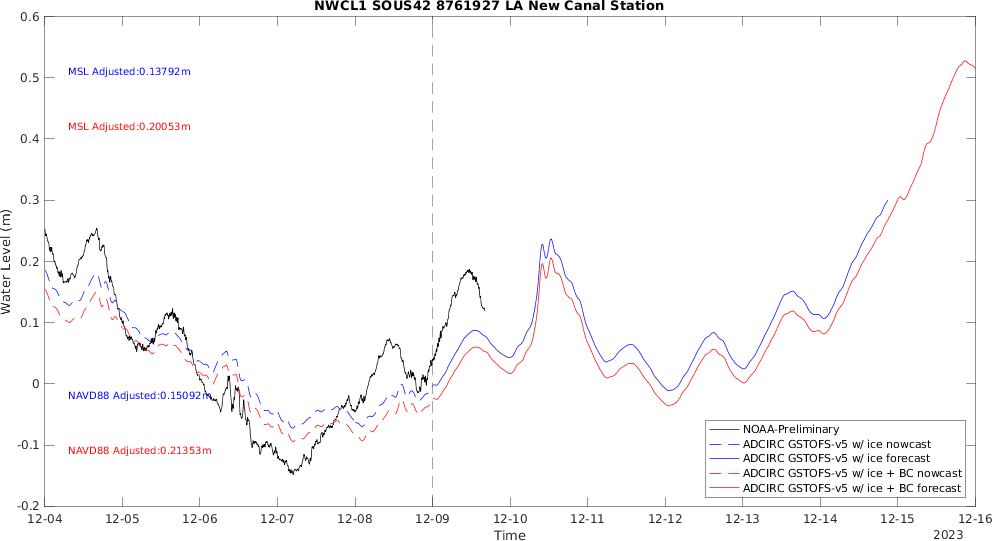 NWCL1 SOUS42 8761927 LA New Canal Station
0.6
0.5
0.4
0.3
0.2
0.1
0
-0.1
-0.2
Water Level (m)
MSL Adjusted:0.13792m
MSL Adjusted:0.20053m
NAVD88 Adjusted:0.15092m
NAVD88 Adjusted:0.21353m
NOAA-Preliminary
ADCIRC GSTOFS-v5 w/ ice nowcast
ADCIRC GSTOFS-v5 w/ ice forecast
ADCIRC GSTOFS-v5 w/ ice + BC nowcast
ADCIRC GSTOFS-v5 w/ ice + BC forecast
12-04 12-05 12-06 12-07 12-08 12-09 12-10 12-11 12-12 12-13 12-14 12-15 12-16
Time
2023